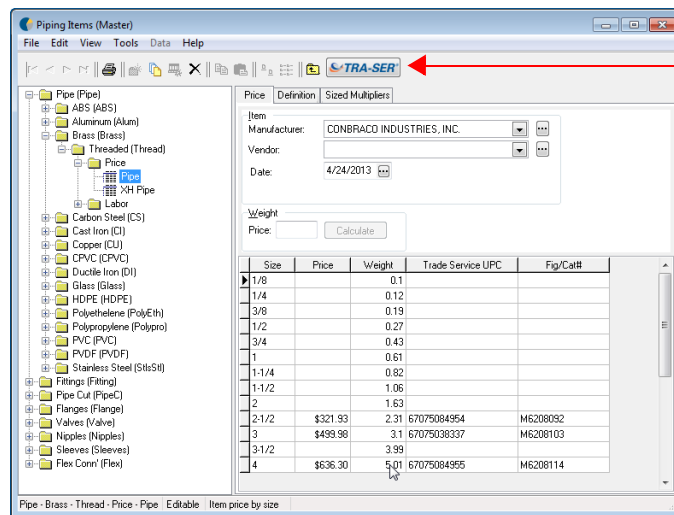 Piping Items (Master)
File Edit View Tools Data Help
TRA-SER®
Pipe (Pipe)
ABS (ABS)
Aluminum (Alum)
Brass (Brass)
Threaded (Thread)
Price
Pipe
XH Pipe
Labor
Carbon Steel (CS)
Cast Iron (CI)
Copper (CU)
CPVC (CPVC)
Ductile Iron (DI)
Glass (Glass)
HDPE (HDPE)
Polyethelene (PolyEth)
Polypropylene (Polypro)
PVC (PVC)
PVDF (PVDF)
Stainless Steel (StlsStl)
Fittings (Fitting)
Pipe Cut (PipeC)
Flanges (Flange)
Valves (Valve)
Nipples (Nipples)
Sleeves (Sleeves)
Flex Conn' (Flex)
Price Definition Sized Multipliers
Item
Manufacturer: CONBRACO INDUSTRIES, INC.
Vendor:
Date: 4/24/2013
Weight
Price: Calculate
Size Price Weight Trade Service UPC Fig/Cat#
1/8 0.1
1/4 0.12
3/8 0.19
1/2 0.27
3/4 0.43
1 0.61
1-1/4 0.82
1-1/2 1.06
2 1.63
2-1/2 $321.93 2.31 67075084954 M6208092
3 $499.98 3.1 67075038337 M6208103
3-1/2 3.99
4 $636.30 5.01 67075084955 M6208114
Pipe - Brass - Thread - Price - Pipe Editable Item price by size